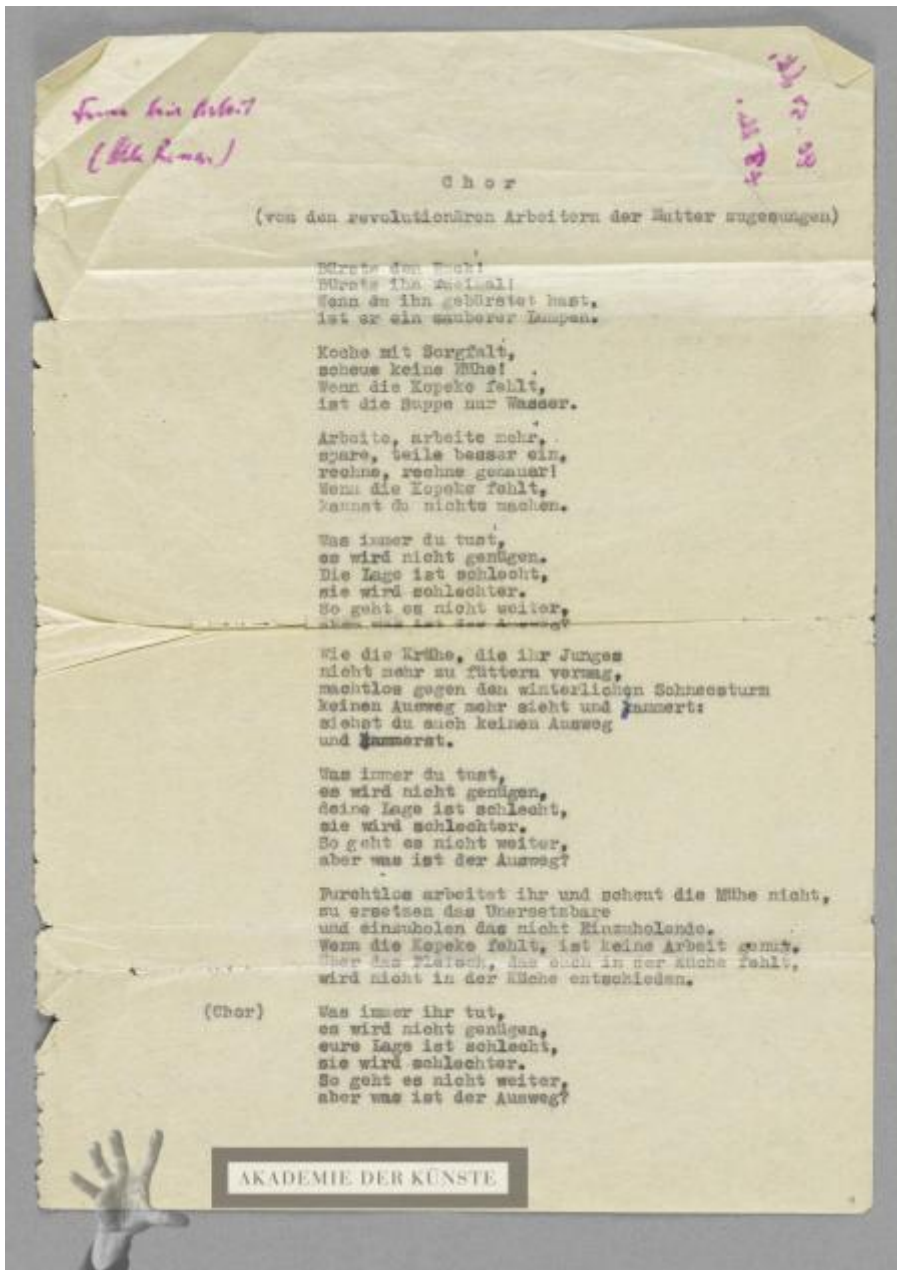 Chor
(von den revolutionären Arbeitern der Mutter zugesungen)
Bürste den Rock!
Bürste ihn zweimal!
Wenn du ihn gebürstet hast,
ist er ein sauberer Lumpen.
Koche mit Sorgfalt,
scheue keine Mühe!
Wenn die Kopeke fehlt,
ist die Suppe nur Wasser.
Arbeite, arbeite mehr,
spare, teile besser ein,
rechne, rechne genauer!
Wenn die Kopeke fehlt,
kannst du nichts machen.
Was immer du tust,
es wird nicht genügen.
Die Lage ist schlecht,
sie wird schlechter.
So geht es nicht weiter,
aber was ist der Ausweg?
Wie die Krähe, die ihr Junges
nicht mehr zu füttern vermag,
machtlos gegen den winterlichen Schneesturm
keinen Ausweg mehr sieht und jammert:
siehst du auch keinen Ausweg
und jammerst.
Was immer du tust,
es wird nicht genügen,
deine Lage ist schlecht,
sie wird schlechter.
So geht es nicht weiter,
aber was ist der Ausweg?
Furchtlos arbeitet ihr und scheut die Mühe nicht,
zu ersetzen das Unersetzbare
und einzuholen das nicht Einzuholende.
Wenn die Kopeke fehlt, ist keine Arbeit genug.
Über das Fleisch, das euch in der Küche fehlt,
wird nicht in der Küche entschieden.
(Chor) Was immer ihr tut,
es wird nicht genügen,
eure Lage ist schlecht,
sie wird schlechter.
So geht es nicht weiter,
aber was ist der Ausweg?
AKADEMIE DER KÜNSTE